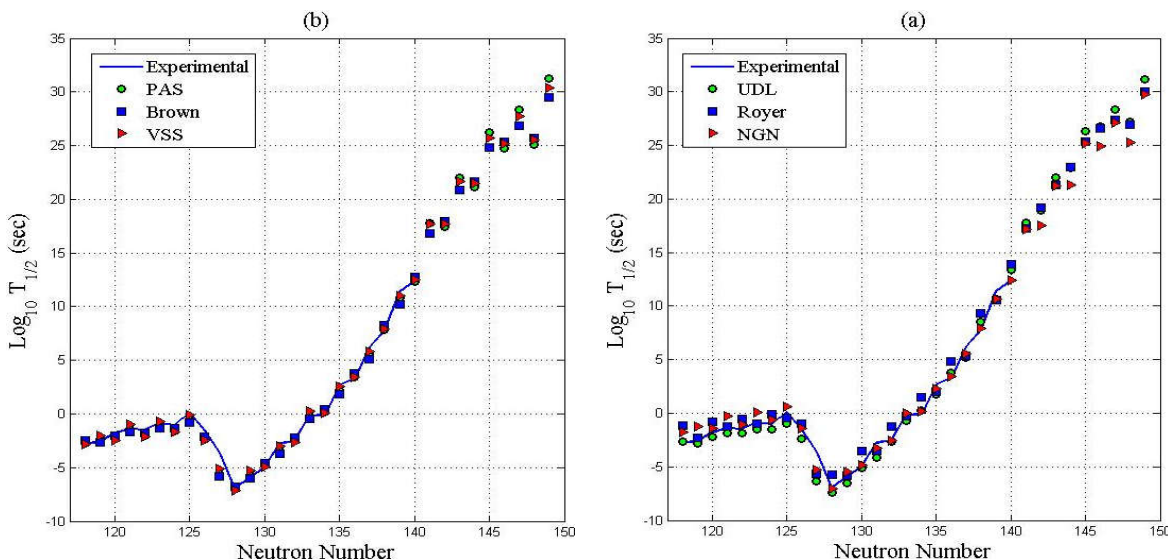 (b)
Experimental
PAS
Brown
VSS
35
30
25
20
15
10
5
0
-5
-10
120 125 130 135 140 145 150
Log10 T1/2 (sec)
Neutron Number
(a)
Experimental
UDL
Royer
NGN
35
30
25
20
15
10
5
0
-5
-10
120 125 130 135 140 145 150
Log10 T1/2 (sec)
Neutron Number